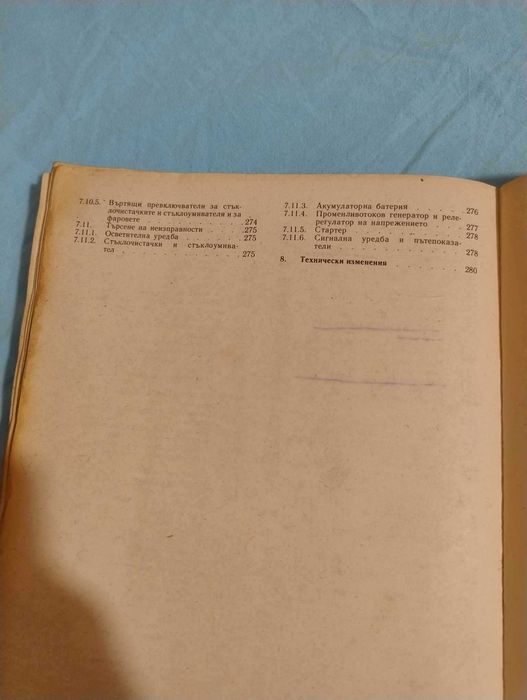 7.10.5. Въртящи превключватели за стък-
лочистачките и стъклоумивателя и за
фаровете . . . . . . . . . . . . . 274
7.11. Търсене на неизправности . . . . . 275
7.11.1. Осветителна уредба . . . . . . . . 275
7.11.2. Стъклочистачки и стъклоумива-
тел . . . . . . . . . . . . . . . 275
7.11.3. Акумулаторна батерия . . . . . . . 276
7.11.4. Променливотоков генератор и реле-
регулатор на напрежението . . . . . 277
7.11.5. Стартер . . . . . . . . . . . . . 278
7.11.6. Сигнална уредба и пътепоказа-
тели . . . . . . . . . . . . . . . 278
8. Технически изменения . . . . . . . 280